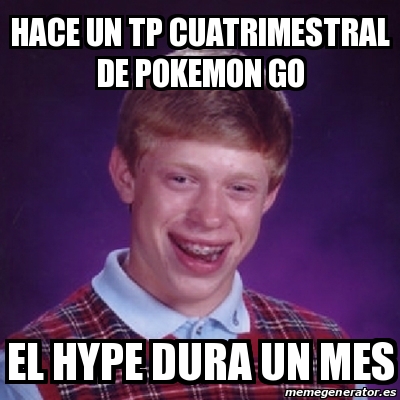 HACE UN TP CUATRIMESTRAL
DE POKEMON GO
EL HYPE DURA UN MES
memegenerator.es